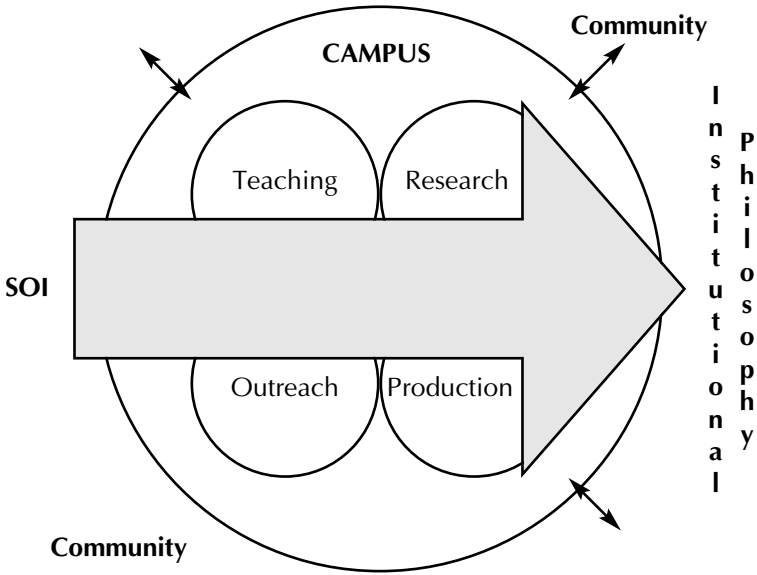 Community
CAMPUS
Teaching
Research
SOI
Outreach
Production
Community
Institutional
Philosophy